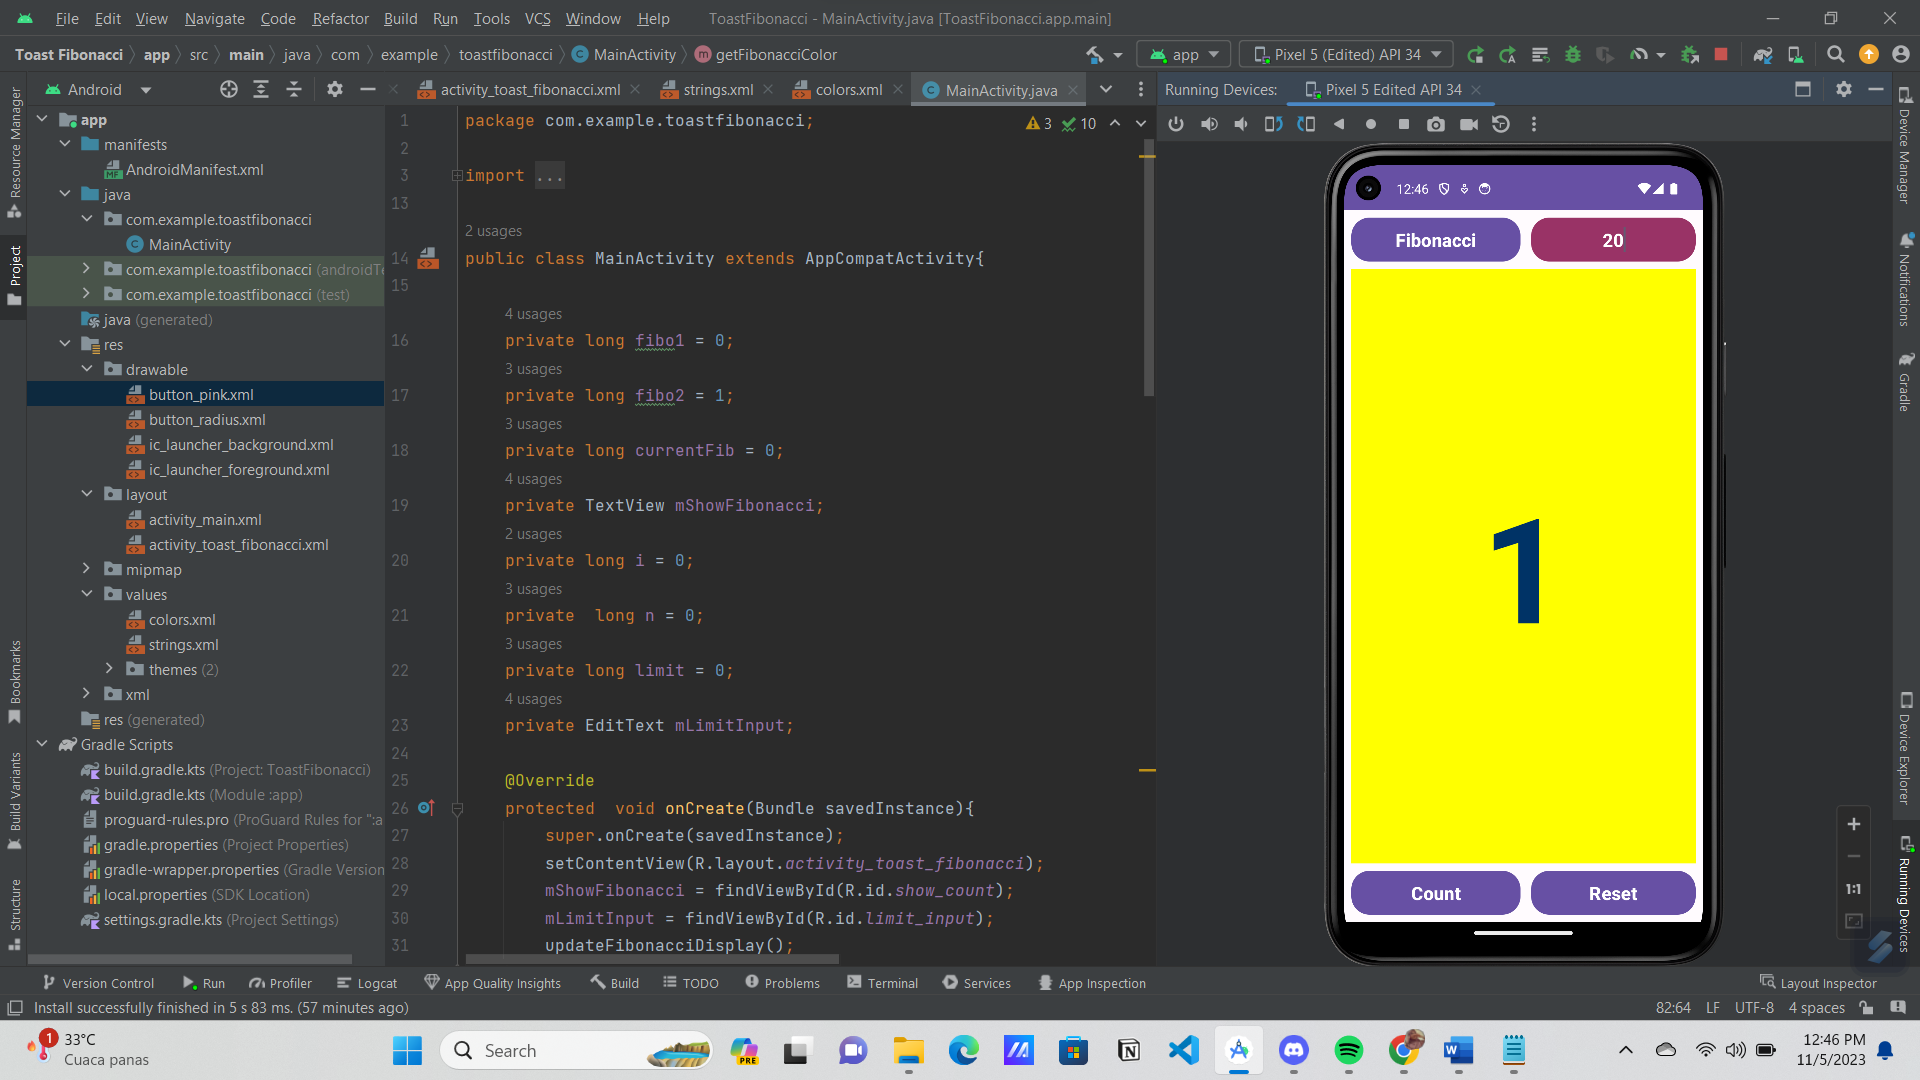 File Edit View Navigate Code Refactor Build Run Tools VCS Window Help ToastFibonacci - MainActivity.java [ToastFibonacci.app.main]
Toast Fibonacci app src main java com example toastfibonacci MainActivity getFibonacciColor app Pixel 5 (Edited) API 34
Android activity_toast_fibonacci.xml strings.xml colors.xml MainActivity.java Running Devices: Pixel 5 Edited API 34
Resource Manager
Project
Bookmarks
Build Variants
Structure
app
manifests
AndroidManifest.xml
java
com.example.toastfibonacci
MainActivity
com.example.toastfibonacci (androidTe
com.example.toastfibonacci (test)
java (generated)
res
drawable
button_pink.xml
button_radius.xml
ic_launcher_background.xml
ic_launcher_foreground.xml
layout
activity_main.xml
activity_toast_fibonacci.xml
mipmap
values
colors.xml
strings.xml
themes (2)
xml
res (generated)
Gradle Scripts
build.gradle.kts (Project: ToastFibonacci)
build.gradle.kts (Module :app)
proguard-rules.pro (ProGuard Rules for ":a
gradle.properties (Project Properties)
gradle-wrapper.properties (Gradle Version
local.properties (SDK Location)
settings.gradle.kts (Project Settings)
3 10
1 package com.example.toastfibonacci;
2
3 import ...
13
2 usages
14 public class MainActivity extends AppCompatActivity{
15
4 usages
16 private long fibo1 = 0;
3 usages
17 private long fibo2 = 1;
3 usages
18 private long currentFib = 0;
4 usages
19 private TextView mShowFibonacci;
2 usages
20 private long i = 0;
3 usages
21 private  long n = 0;
3 usages
22 private long limit = 0;
4 usages
23 private EditText mLimitInput;
24
25 @Override
26 protected  void onCreate(Bundle savedInstance){
27 super.onCreate(savedInstance);
28 setContentView(R.layout.activity_toast_fibonacci);
29 mShowFibonacci = findViewById(R.id.show_count);
30 mLimitInput = findViewById(R.id.limit_input);
31 updateFibonacciDisplay();
12:46
Fibonacci 20
1
Count Reset
1:1
Device Manager
Notifications
Gradle
Device Explorer
Running Devices
Version Control Run Profiler Logcat App Quality Insights Build TODO Problems Terminal Services App Inspection Layout Inspector
Install successfully finished in 5 s 83 ms. (57 minutes ago) 82:64 LF UTF-8 4 spaces
1 33°C
Cuaca panas
Search
PRE
12:46 PM
11/5/2023